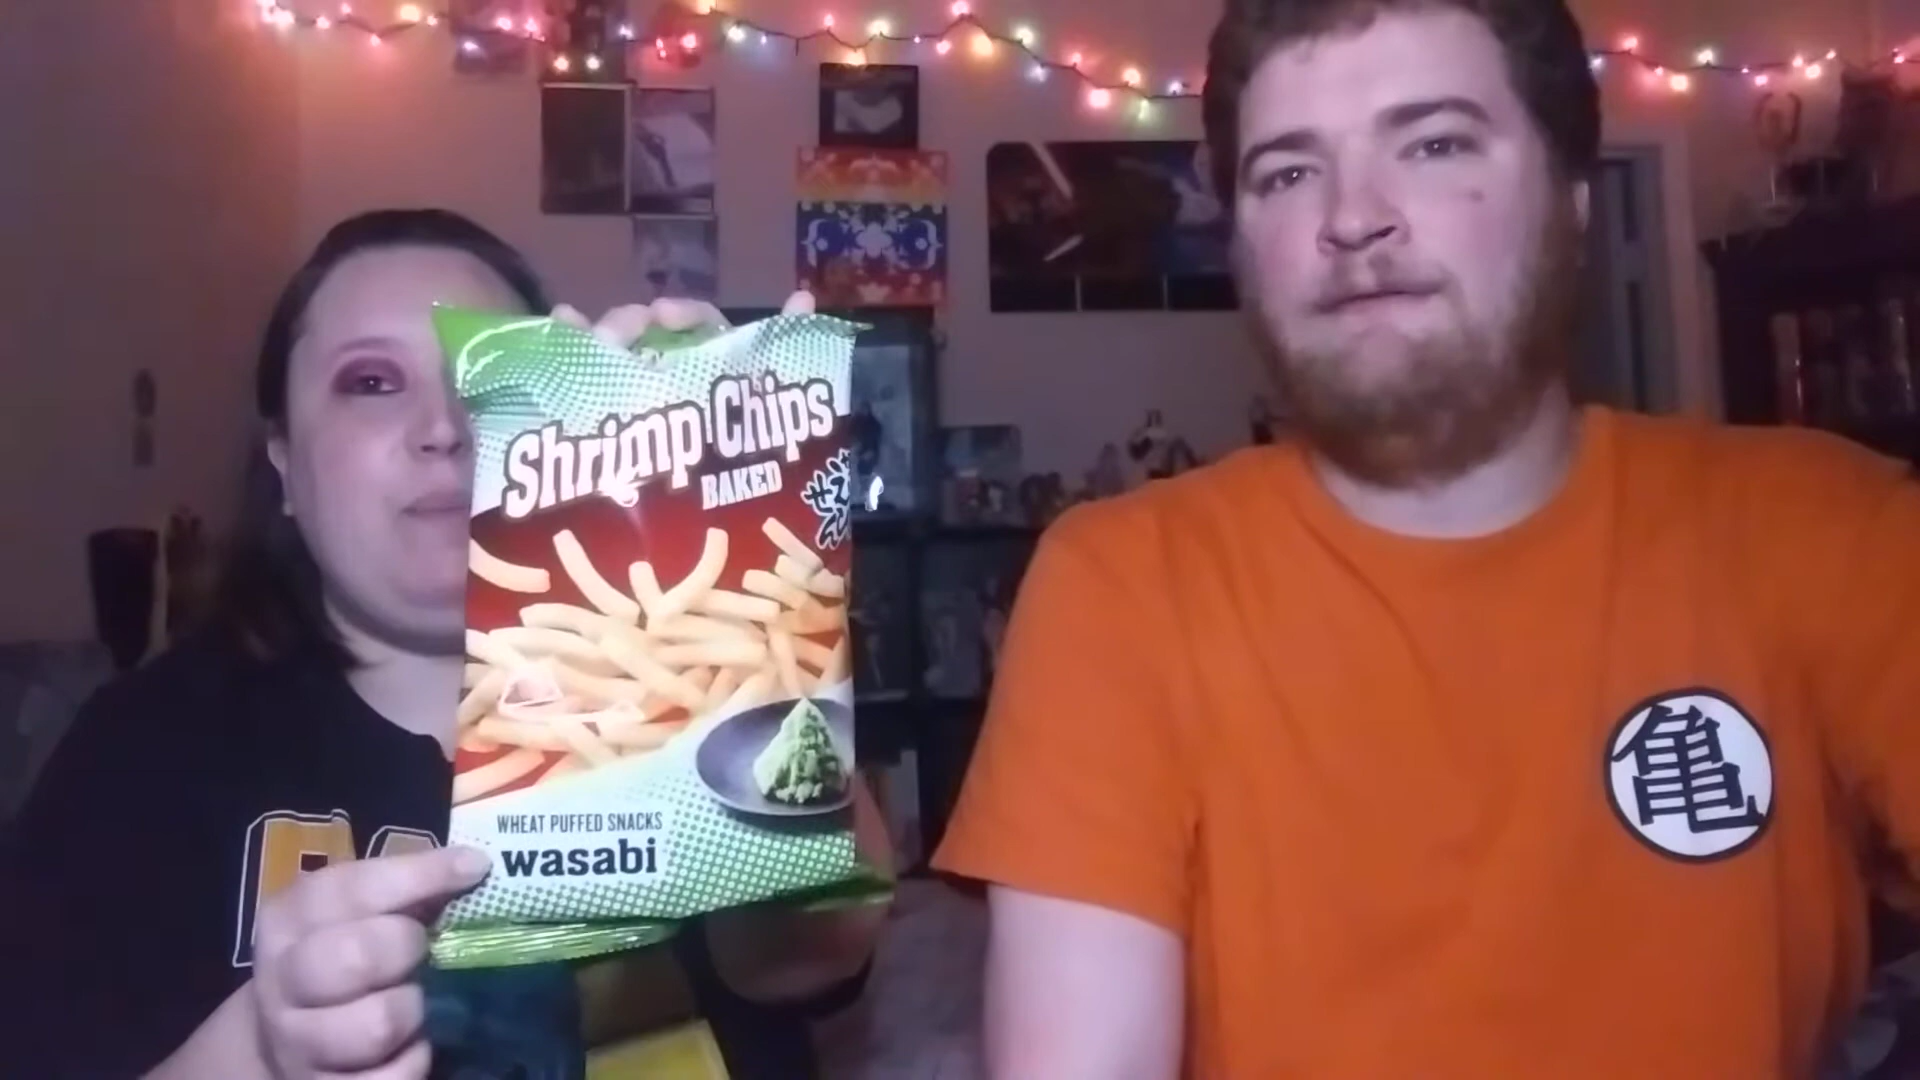 Shrimp Chips
BAKED
WHEAT PUFFED SNACKS
wasabi
亀